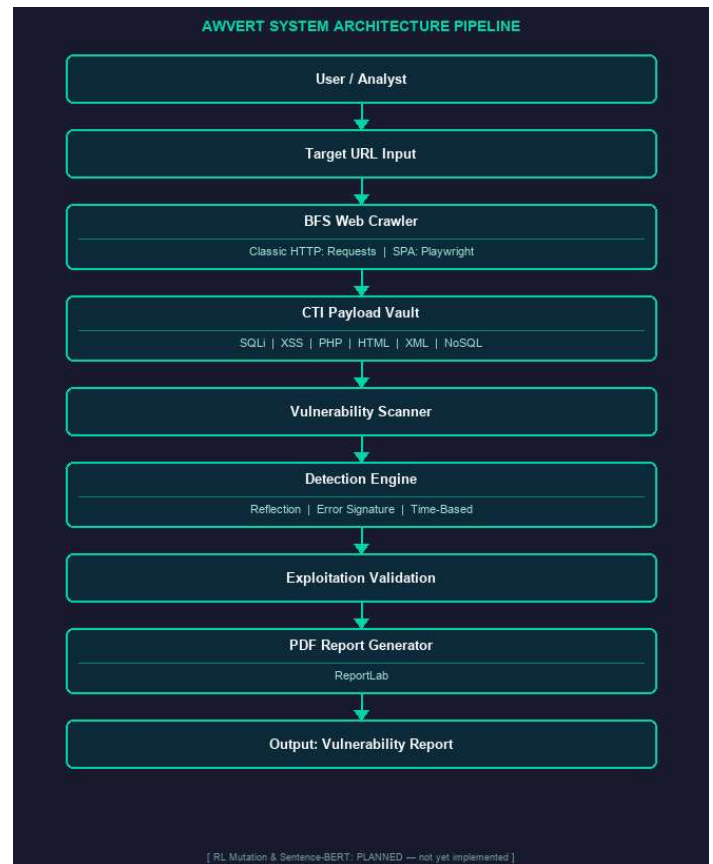 AWVERT SYSTEM ARCHITECTURE PIPELINE
User / Analyst
Target URL Input
BFS Web Crawler
Classic HTTP: Requests | SPA: Playwright
CTI Payload Vault
SQLi | XSS | PHP | HTML | XML | NoSQL
Vulnerability Scanner
Detection Engine
Reflection | Error Signature | Time-Based
Exploitation Validation
PDF Report Generator
ReportLab
Output: Vulnerability Report
[ RL Mutation & Sentence-BERT: PLANNED — not yet implemented ]